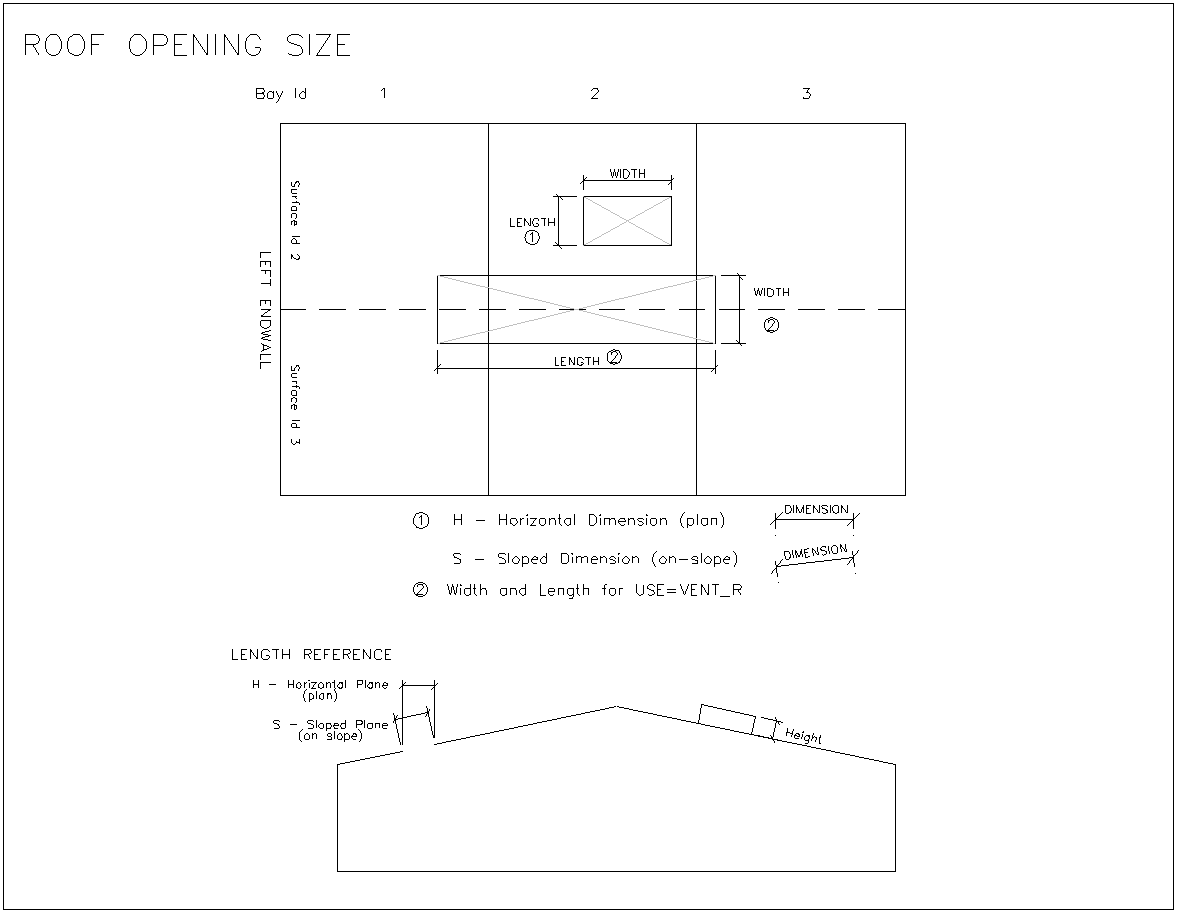 ROOF OPENING SIZE
Bay Id 1 2 3
Surface Id 2
WIDTH
LENGTH
1
LEFT ENDWALL
WIDTH
2
LENGTH 2
Surface Id 3
1 H - Horizontal Dimension (plan)
DIMENSION
S - Sloped Dimension (on-slope)
DIMENSION
2 Width and Length for USE=VENT_R
LENGTH REFERENCE
H - Horizontal Plane
(plan)
S - Sloped Plane
(on slope)
Height